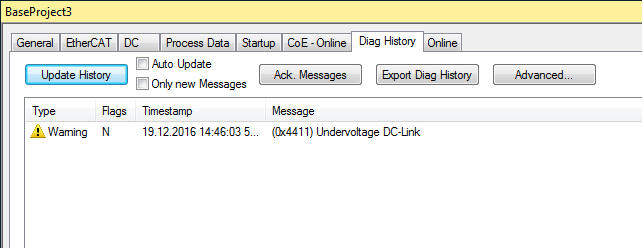 BaseProject3
General EtherCAT DC Process Data Startup CoE - Online Diag History Online
Update History Auto Update Only new Messages Ack. Messages Export Diag History Advanced...
Type Flags Timestamp Message
Warning N 19.12.2016 14:46:03 5... (0x4411) Undervoltage DC-Link